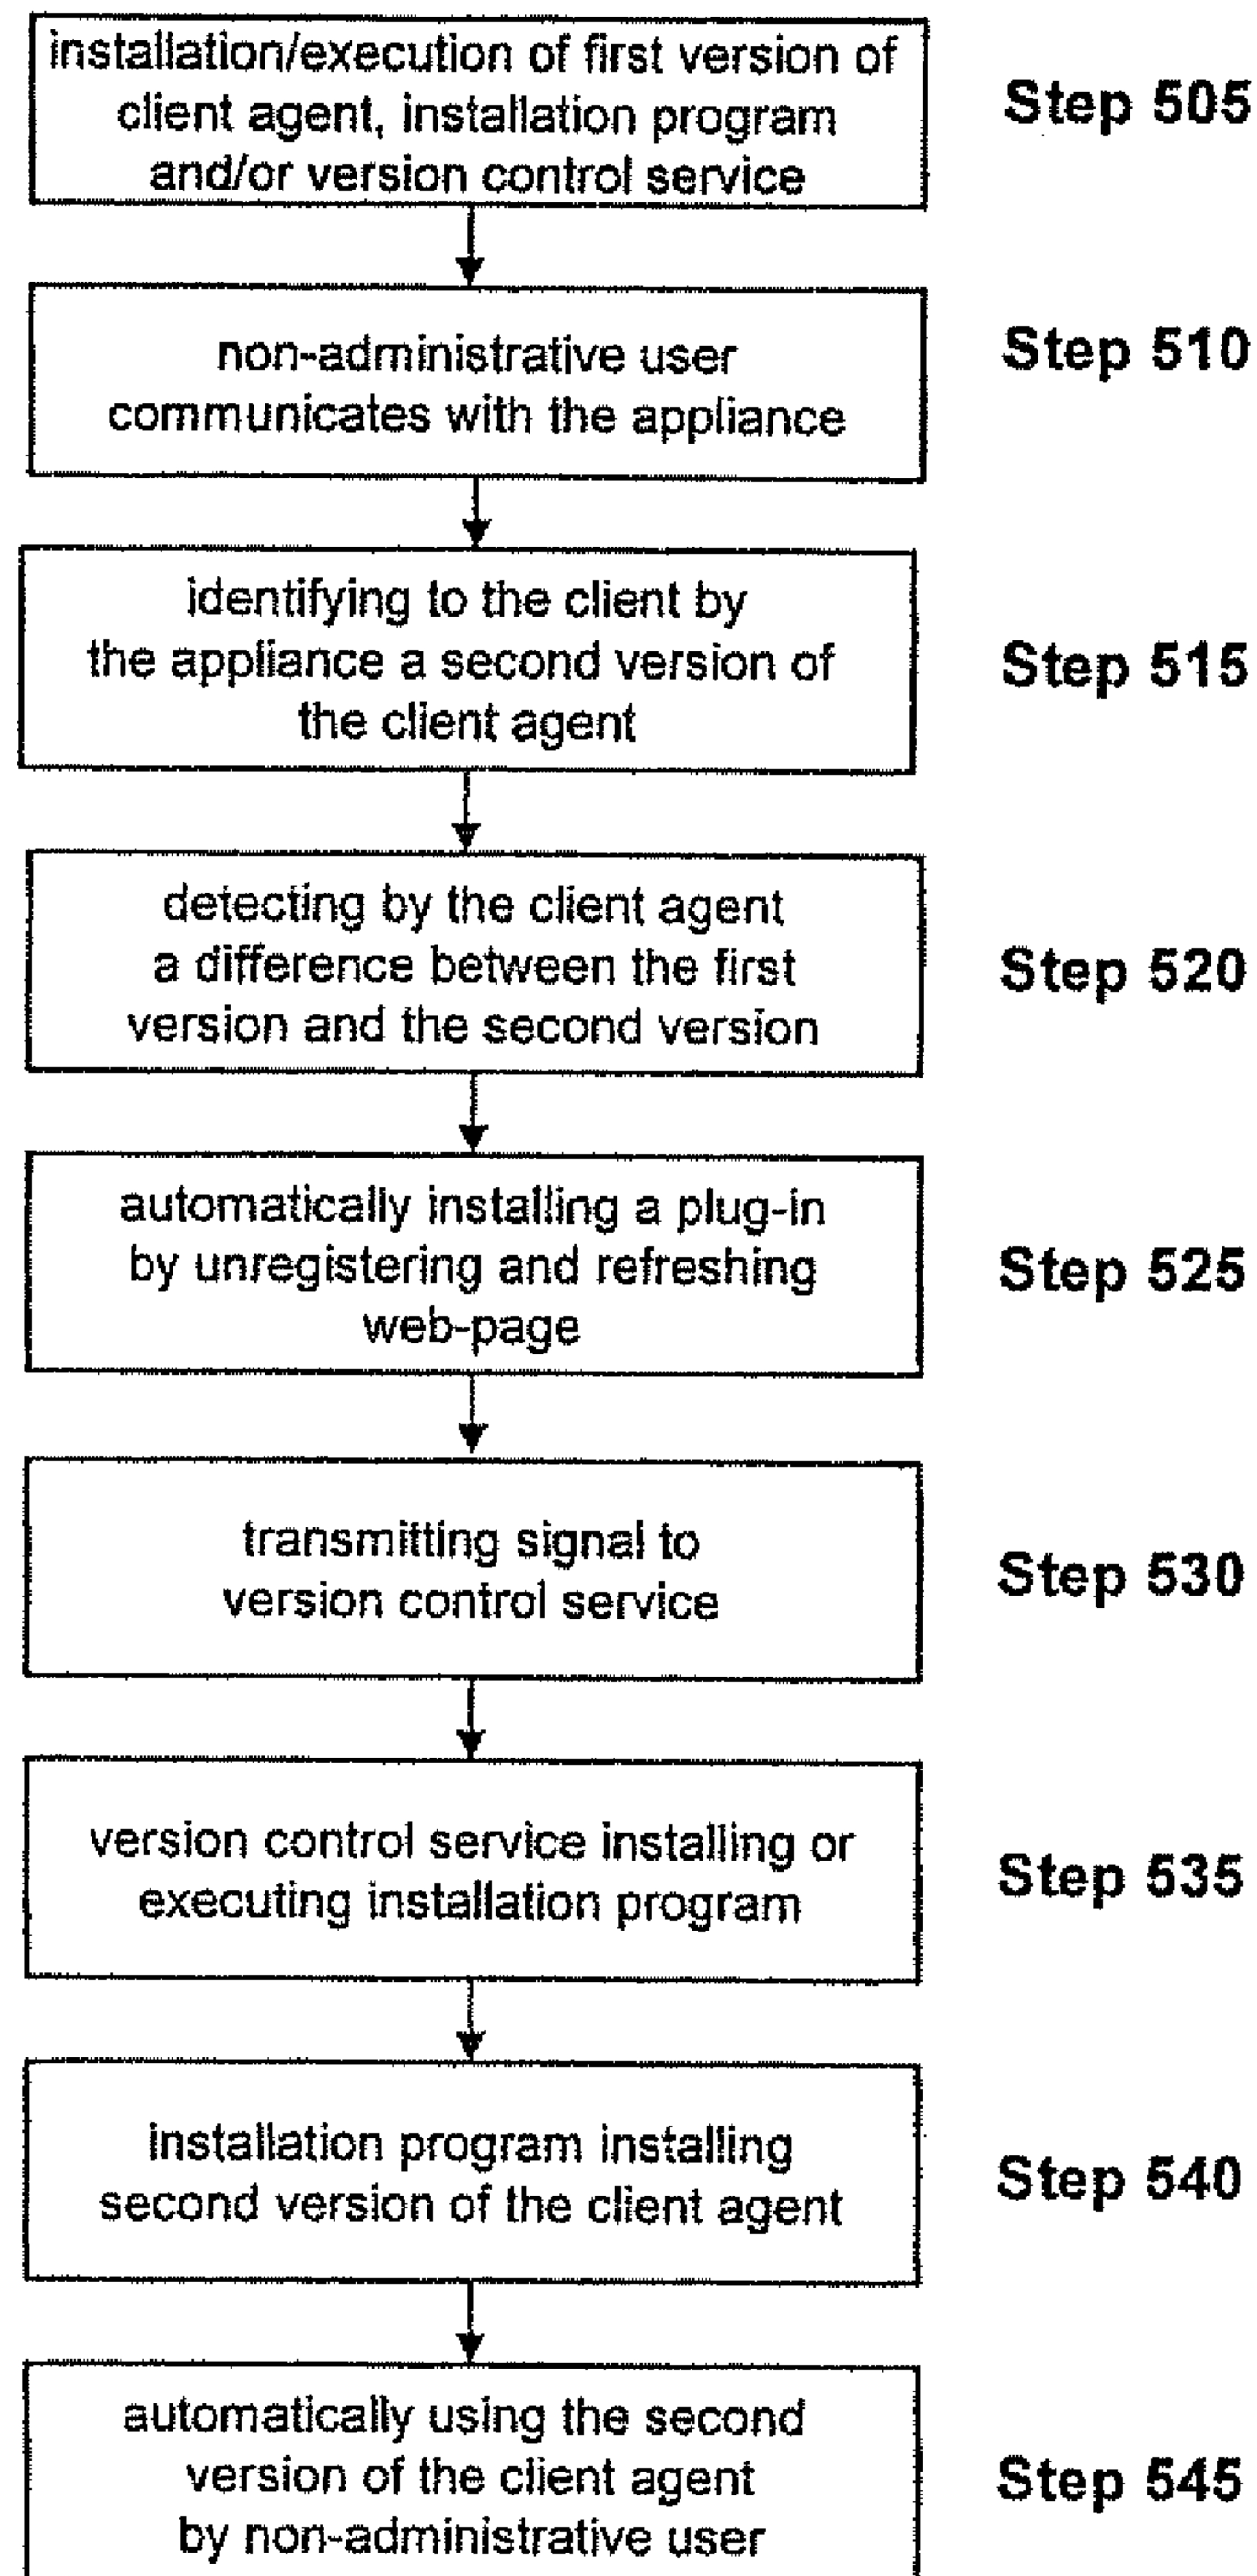 installation/execution of first version of
client agent, installation program
and/or version control service
Step 505
non-administrative user
communicates with the appliance
Step 510
identifying to the client by
the appliance a second version of
the client agent
Step 515
detecting by the client agent
a difference between the first
version and the second version
Step 520
automatically installing a plug-in
by unregistering and refreshing
web-page
Step 525
transmitting signal to
version control service
Step 530
version control service installing or
executing installation program
Step 535
installation program installing
second version of the client agent
Step 540
automatically using the second
version of the client agent
by non-administrative user
Step 545